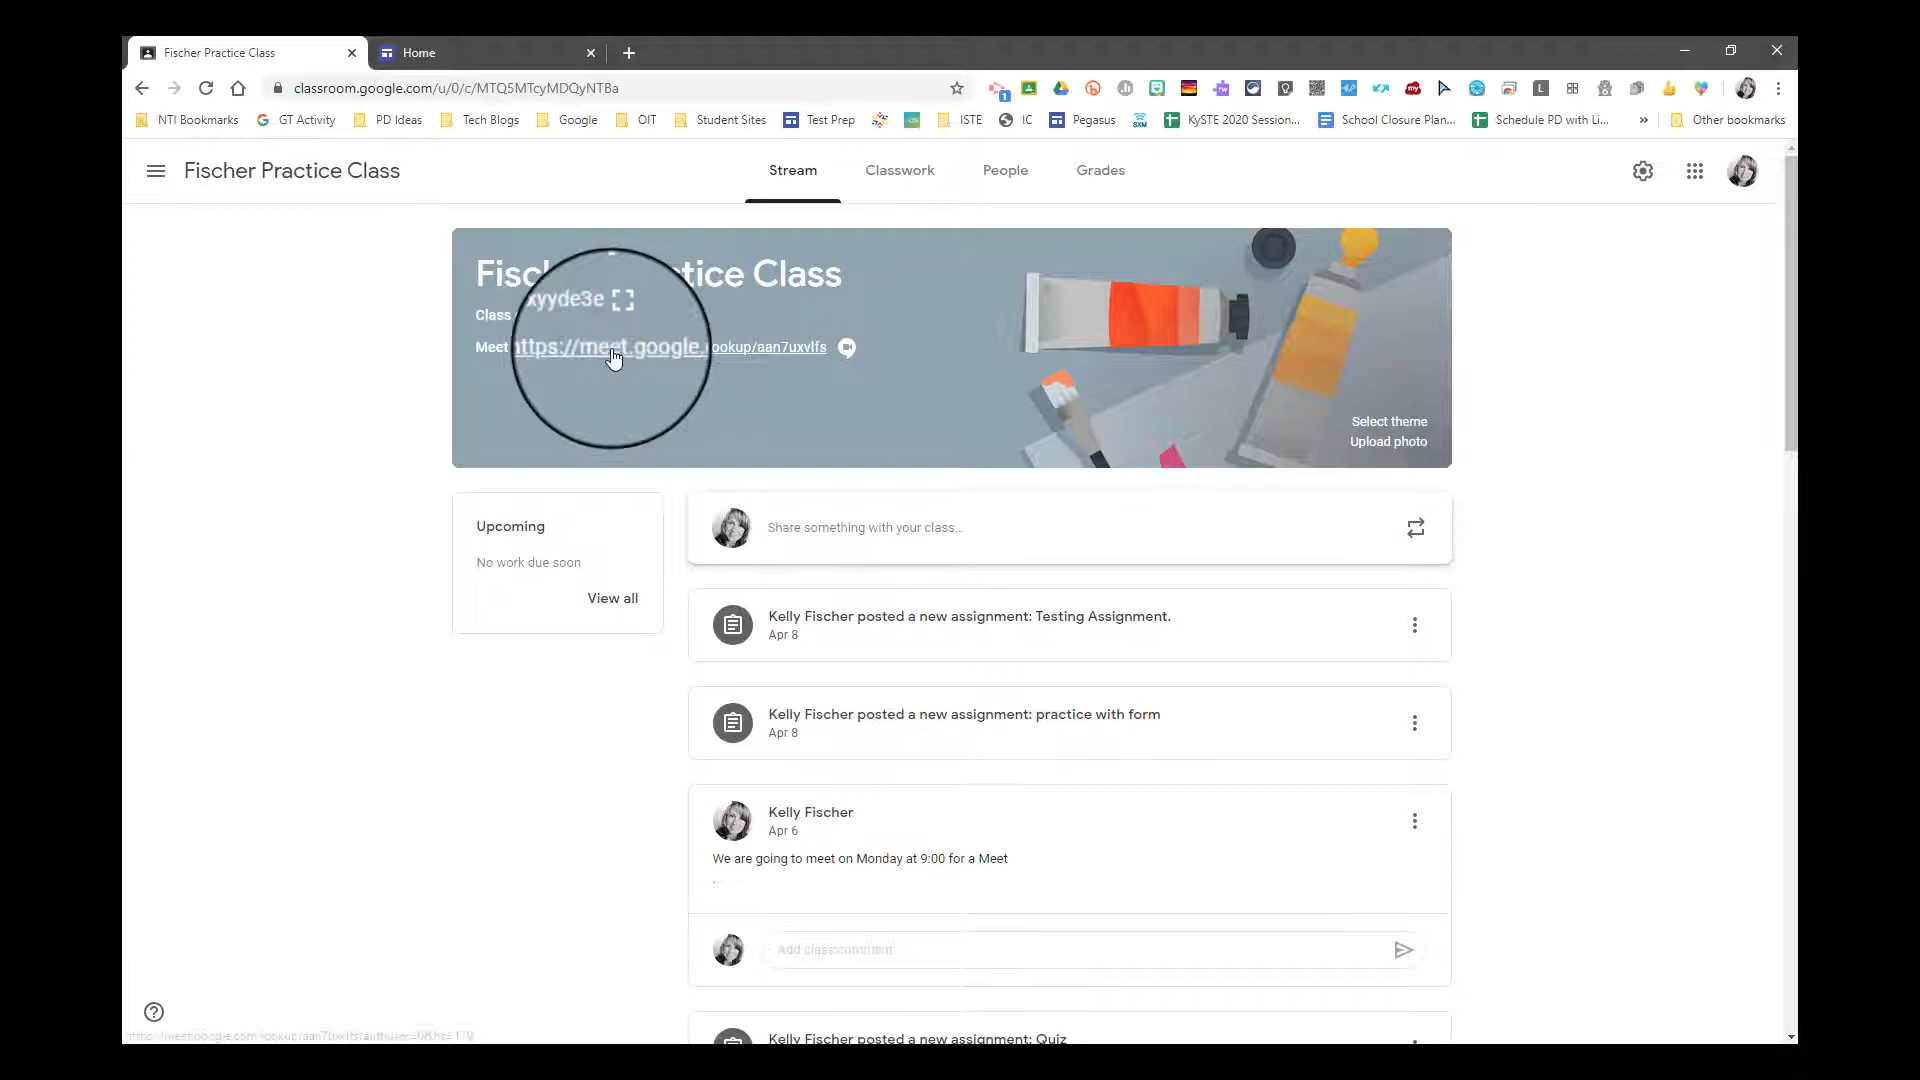 Fischer Practice Class
Home
classroom.google.com/u/0/c/MTQ5MTcyMDQyNTBa
1
NTI Bookmarks
GT Activity
PD Ideas
Tech Blogs
Google
OIT
Student Sites
Test Prep
ISTE
IC
Pegasus
KySTE 2020 Session...
School Closure Plan...
Schedule PD with Li...
»
Other bookmarks
Fischer Practice Class
Stream
Classwork
People
Grades
Fisc tice Class
Class xyyde3e
Meet https://meet.google. ookup/aan7uxvlfs
Select theme
Upload photo
Upcoming
No work due soon
View all
Share something with your class...
Kelly Fischer posted a new assignment: Testing Assignment.
Apr 8
Kelly Fischer posted a new assignment: practice with form
Apr 8
Kelly Fischer
Apr 6
We are going to meet on Monday at 9:00 for a Meet
.
Add class comment...
Kelly Fischer posted a new assignment: Quiz